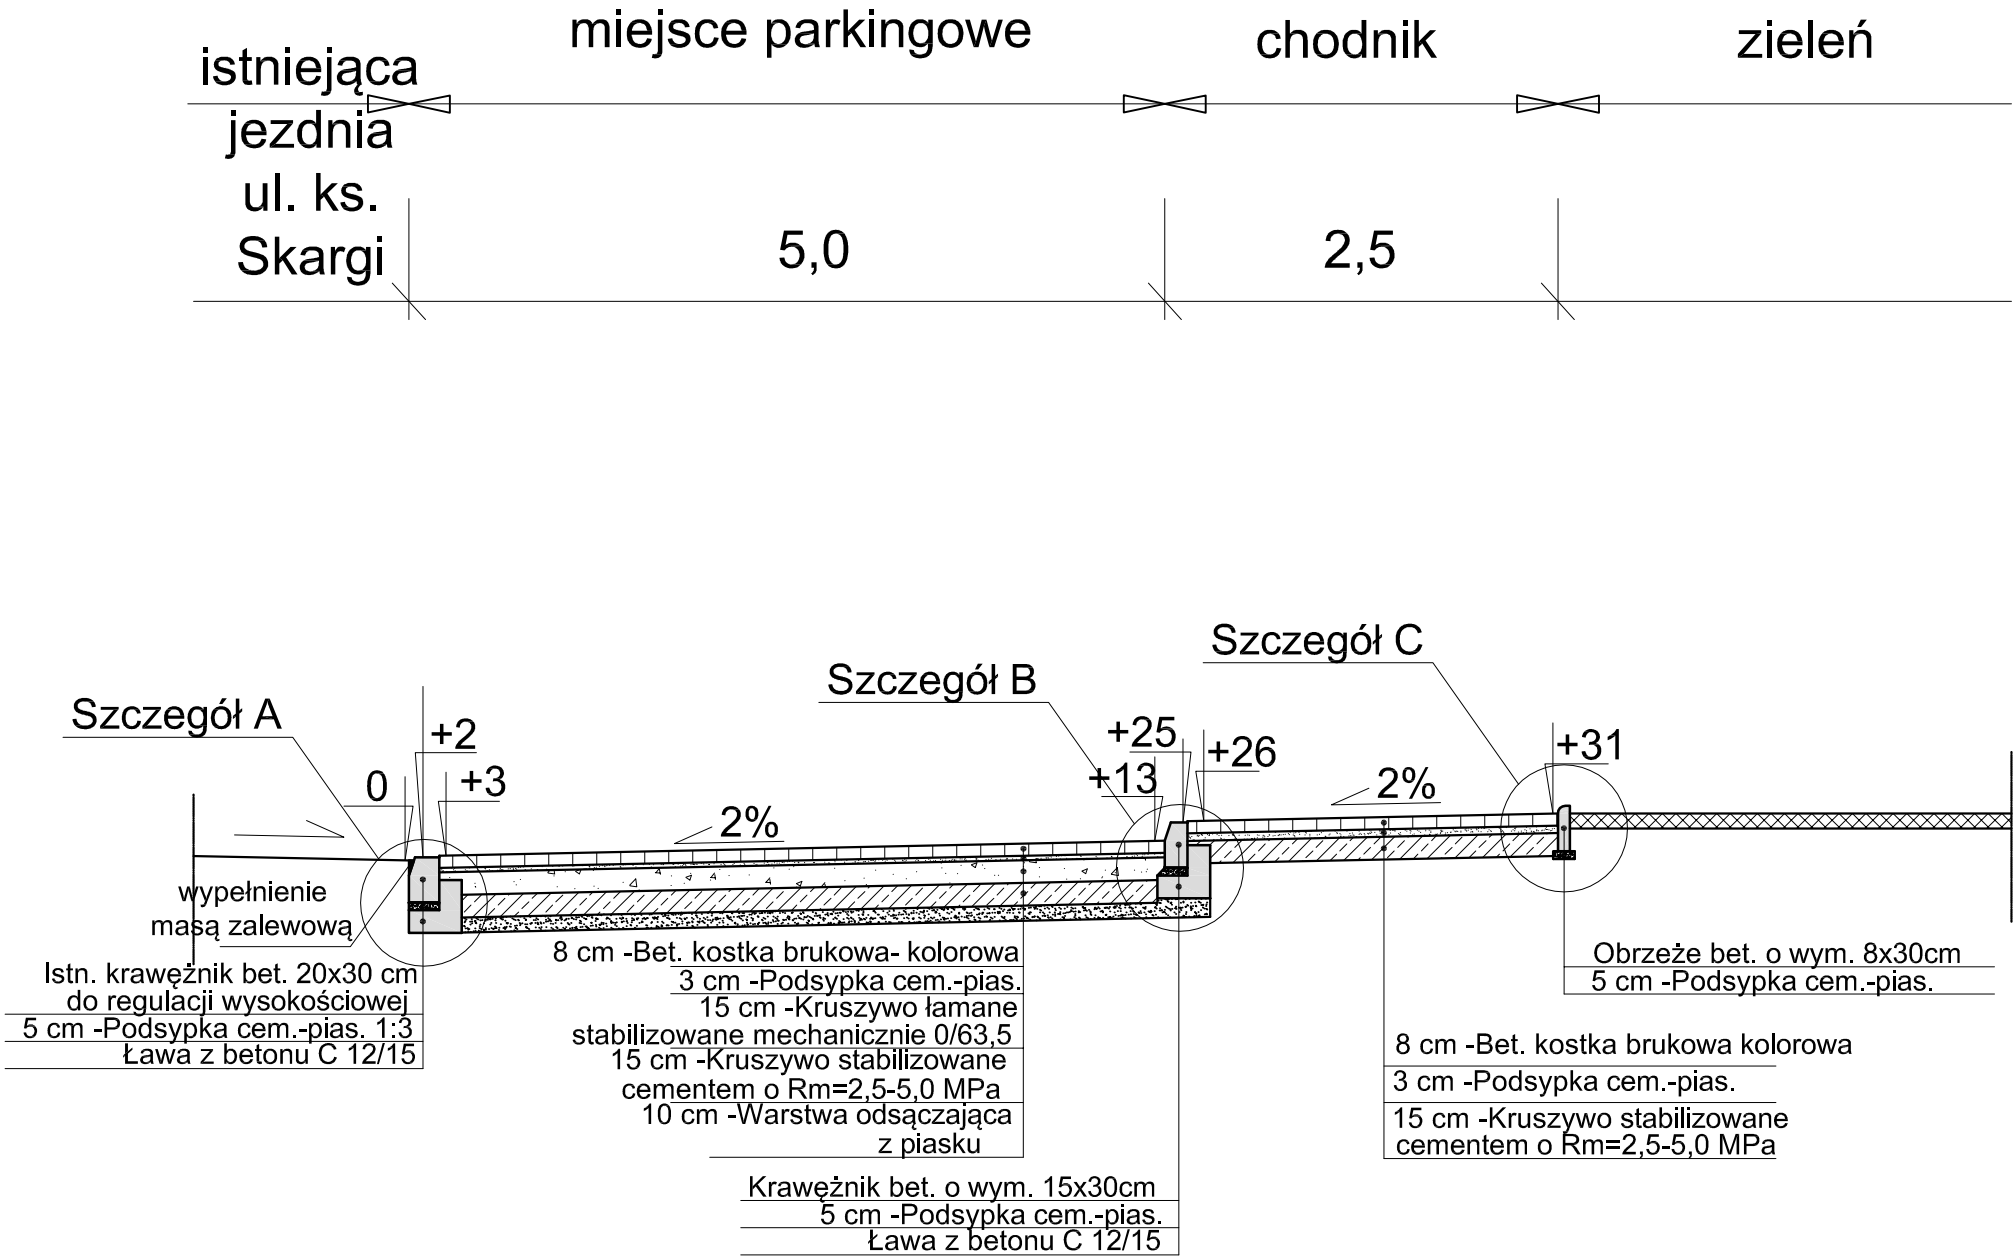 miejsce parkingowe
chodnik
zieleń
istniejąca
jezdnia
ul. ks.
Skargi
5,0
2,5
Szczegół A
Szczegół B
Szczegół C
0
+2
+3
2%
+13
+25
+26
2%
+31
wypełnienie
masą zalewową
Istn. krawężnik bet. 20x30 cm
do regulacji wysokościowej
5 cm -Podsypka cem.-pias. 1:3
Ława z betonu C 12/15
8 cm -Bet. kostka brukowa- kolorowa
3 cm -Podsypka cem.-pias.
15 cm -Kruszywo łamane
stabilizowane mechanicznie 0/63,5
15 cm -Kruszywo stabilizowane
cementem o Rm=2,5-5,0 MPa
10 cm -Warstwa odsączająca
z piasku
Krawężnik bet. o wym. 15x30cm
5 cm -Podsypka cem.-pias.
Ława z betonu C 12/15
Obrzeże bet. o wym. 8x30cm
5 cm -Podsypka cem.-pias.
8 cm -Bet. kostka brukowa kolorowa
3 cm -Podsypka cem.-pias.
15 cm -Kruszywo stabilizowane
cementem o Rm=2,5-5,0 MPa